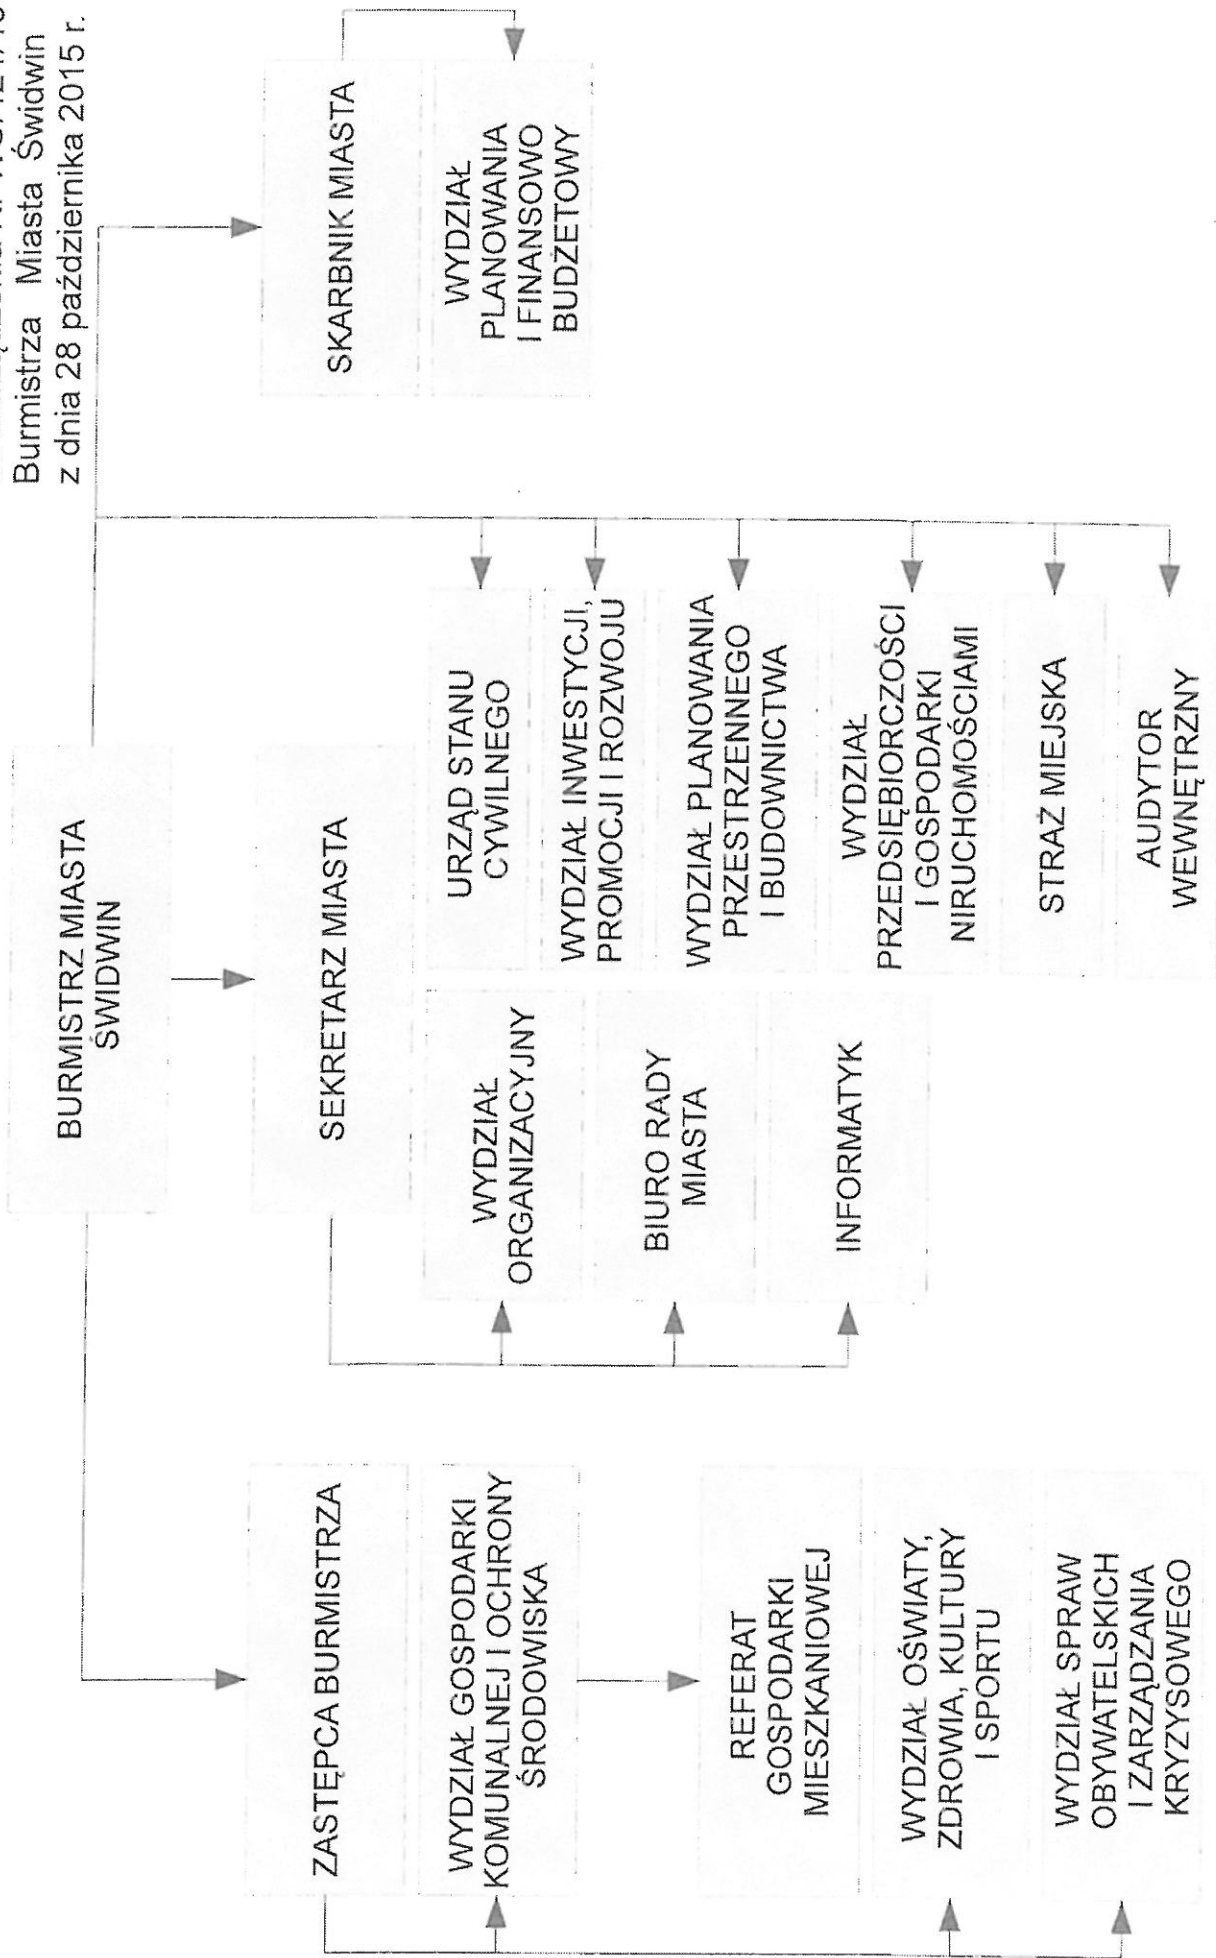 Burmistrza Miasta Świdwin
z dnia 28 października 2015 r.
BURMISTRZ MIASTA
ŚWIDWIN
ZASTĘPCA BURMISTRZA
WYDZIAŁ GOSPODARKI
KOMUNALNEJ I OCHRONY
ŚRODOWISKA
REFERAT
GOSPODARKI
MIESZKANIOWEJ
WYDZIAŁ OŚWIATY,
ZDROWIA, KULTURY
I SPORTU
WYDZIAŁ SPRAW
OBYWATELSKICH
I ZARZĄDZANIA
KRYZYSOWEGO
SEKRETARZ MIASTA
WYDZIAŁ
ORGANIZACYJNY
BIURO RADY
MIASTA
INFORMATYK
URZĄD STANU
CYWILNEGO
WYDZIAŁ INWESTYCJI,
PROMOCJI I ROZWOJU
WYDZIAŁ PLANOWANIA
PRZESTRZENNEGO
I BUDOWNICTWA
WYDZIAŁ
PRZEDSIĘBIORCZOŚCI
I GOSPODARKI
NIRUCHOMOŚCIAMI
STRAŻ MIEJSKA
AUDYTOR
WEWNĘTRZNY
SKARBNIK MIASTA
WYDZIAŁ
PLANOWANIA
I FINANSOWO
BUDŻETOWY